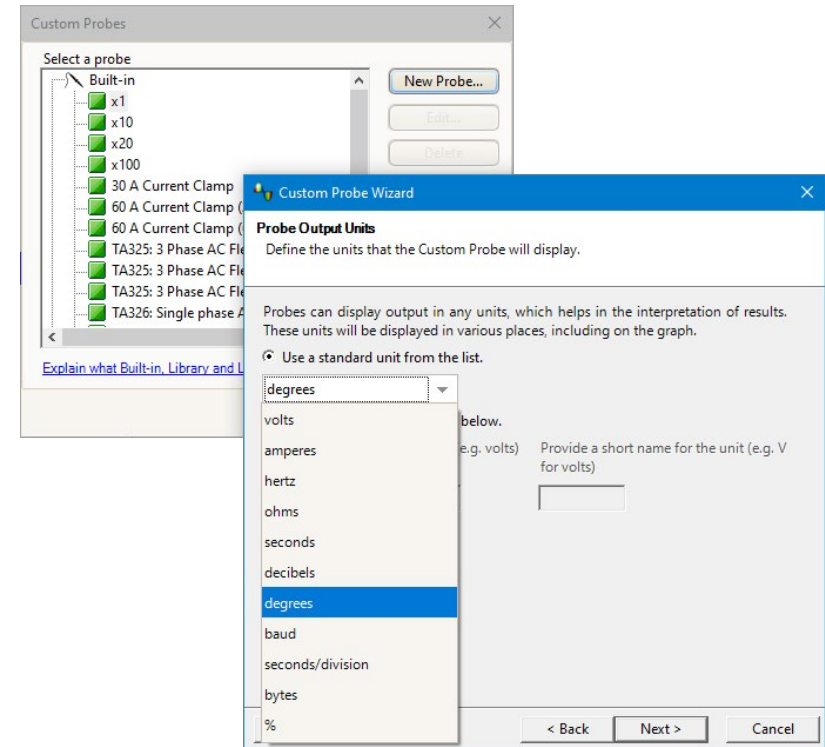 Custom Probes
Select a probe
Built-in
x1
x10
x20
x100
30 A Current Clamp
60 A Current Clamp (
60 A Current Clamp (
TA325: 3 Phase AC Fle
TA325: 3 Phase AC Fle
TA325: 3 Phase AC Fle
TA326: Single phase A
New Probe...
Edit...
Delete
Explain what Built-in, Library and L
Custom Probe Wizard
Probe Output Units
Define the units that the Custom Probe will display.
Probes can display output in any units, which helps in the interpretation of results.
These units will be displayed in various places, including on the graph.
Use a standard unit from the list.
degrees
below.
e.g. volts)
Provide a short name for the unit (e.g. V
for volts)
volts
amperes
hertz
ohms
seconds
decibels
degrees
baud
seconds/division
bytes
%
< Back
Next >
Cancel